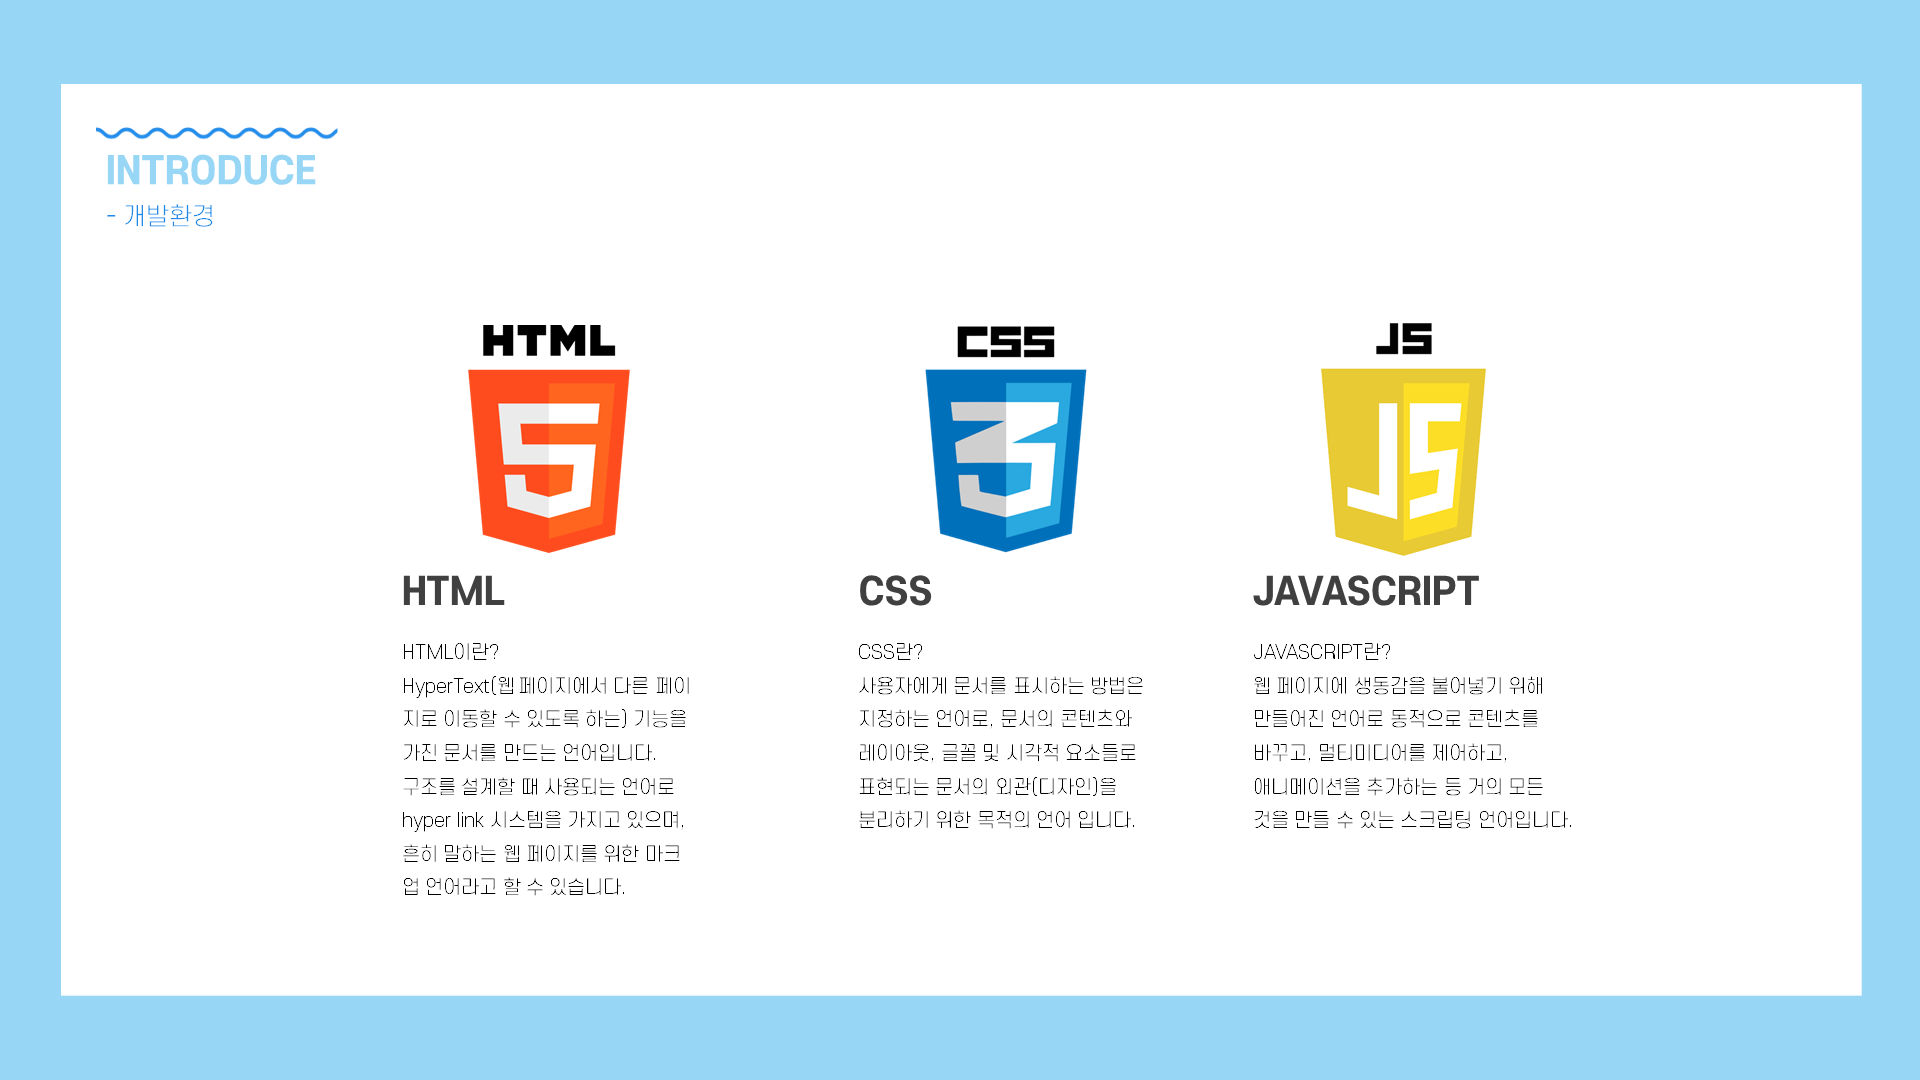 INTRODUCE
- 개발환경
HTML
5
HTML
HTML이란?
HyperText(웹 페이지에서 다른 페이
지로 이동할 수 있도록 하는) 기능을
가진 문서를 만드는 언어입니다.
구조를 설계할 때 사용되는 언어로
hyper link 시스템을 가지고 있으며,
흔히 말하는 웹 페이지를 위한 마크
업 언어라고 할 수 있습니다.
CSS
3
CSS
CSS란?
사용자에게 문서를 표시하는 방법은
지정하는 언어로, 문서의 콘텐츠와
레이아웃, 글꼴 및 시각적 요소들로
표현되는 문서의 외관(디자인)을
분리하기 위한 목적의 언어 입니다.
JS
JS
JAVASCRIPT
JAVASCRIPT란?
웹 페이지에 생동감을 불어넣기 위해
만들어진 언어로 동적으로 콘텐츠를
바꾸고, 멀티미디어를 제어하고,
애니메이션을 추가하는 등 거의 모든
것을 만들 수 있는 스크립팅 언어입니다.